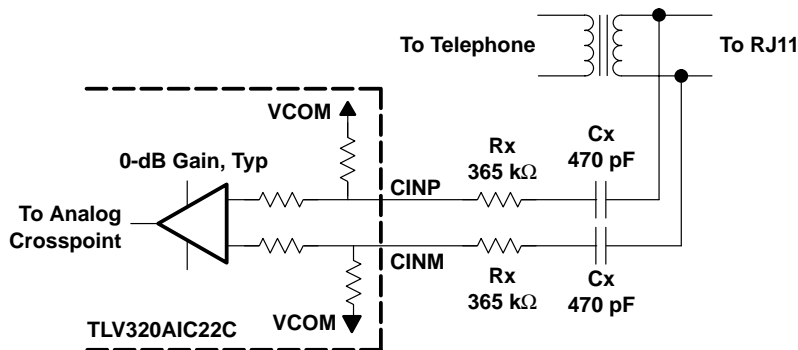 To Telephone
To RJ11
VCOM
Rx
365 kΩ
Cx
470 pF
0-dB Gain, Typ
CINP
To Analog
Crosspoint
CINM
Rx
365 kΩ
Cx
470 pF
VCOM
TLV320AIC22C